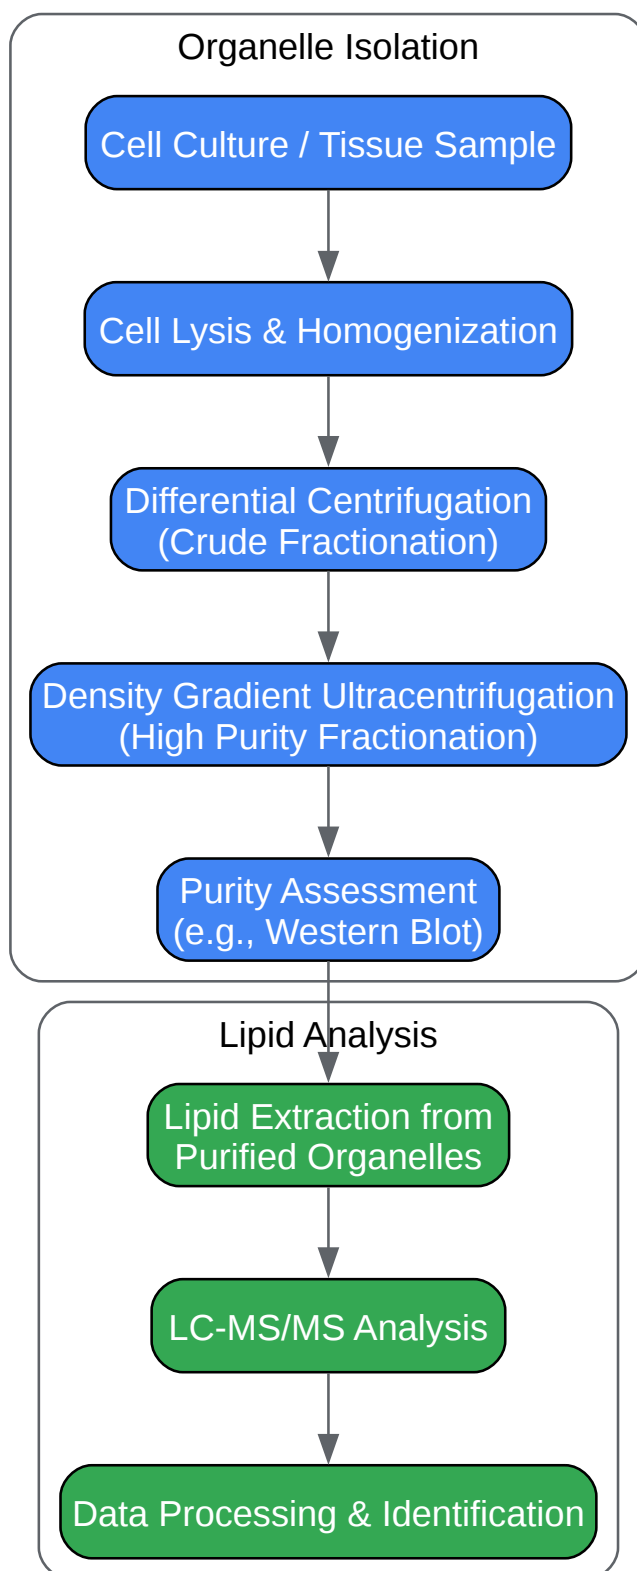 Organelle Isolation
Cell Culture / Tissue Sample
Cell Lysis & Homogenization
Differential Centrifugation
(Crude Fractionation)
Density Gradient Ultracentrifugation
(High Purity Fractionation)
Purity Assessment
(e.g., Western Blot)
Lipid Analysis
Lipid Extraction from
Purified Organelles
LC-MS/MS Analysis
Data Processing & Identification